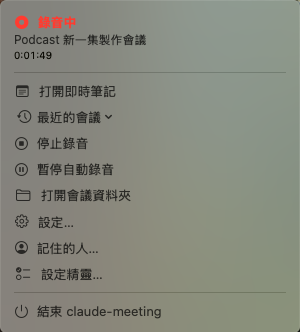 錄音中
Podcast 新一集製作會議
0:01:49
打開即時筆記
最近的會議
停止錄音
暫停自動錄音
打開會議資料夾
設定...
記住的人...
設定精靈...
結束 claude-meeting